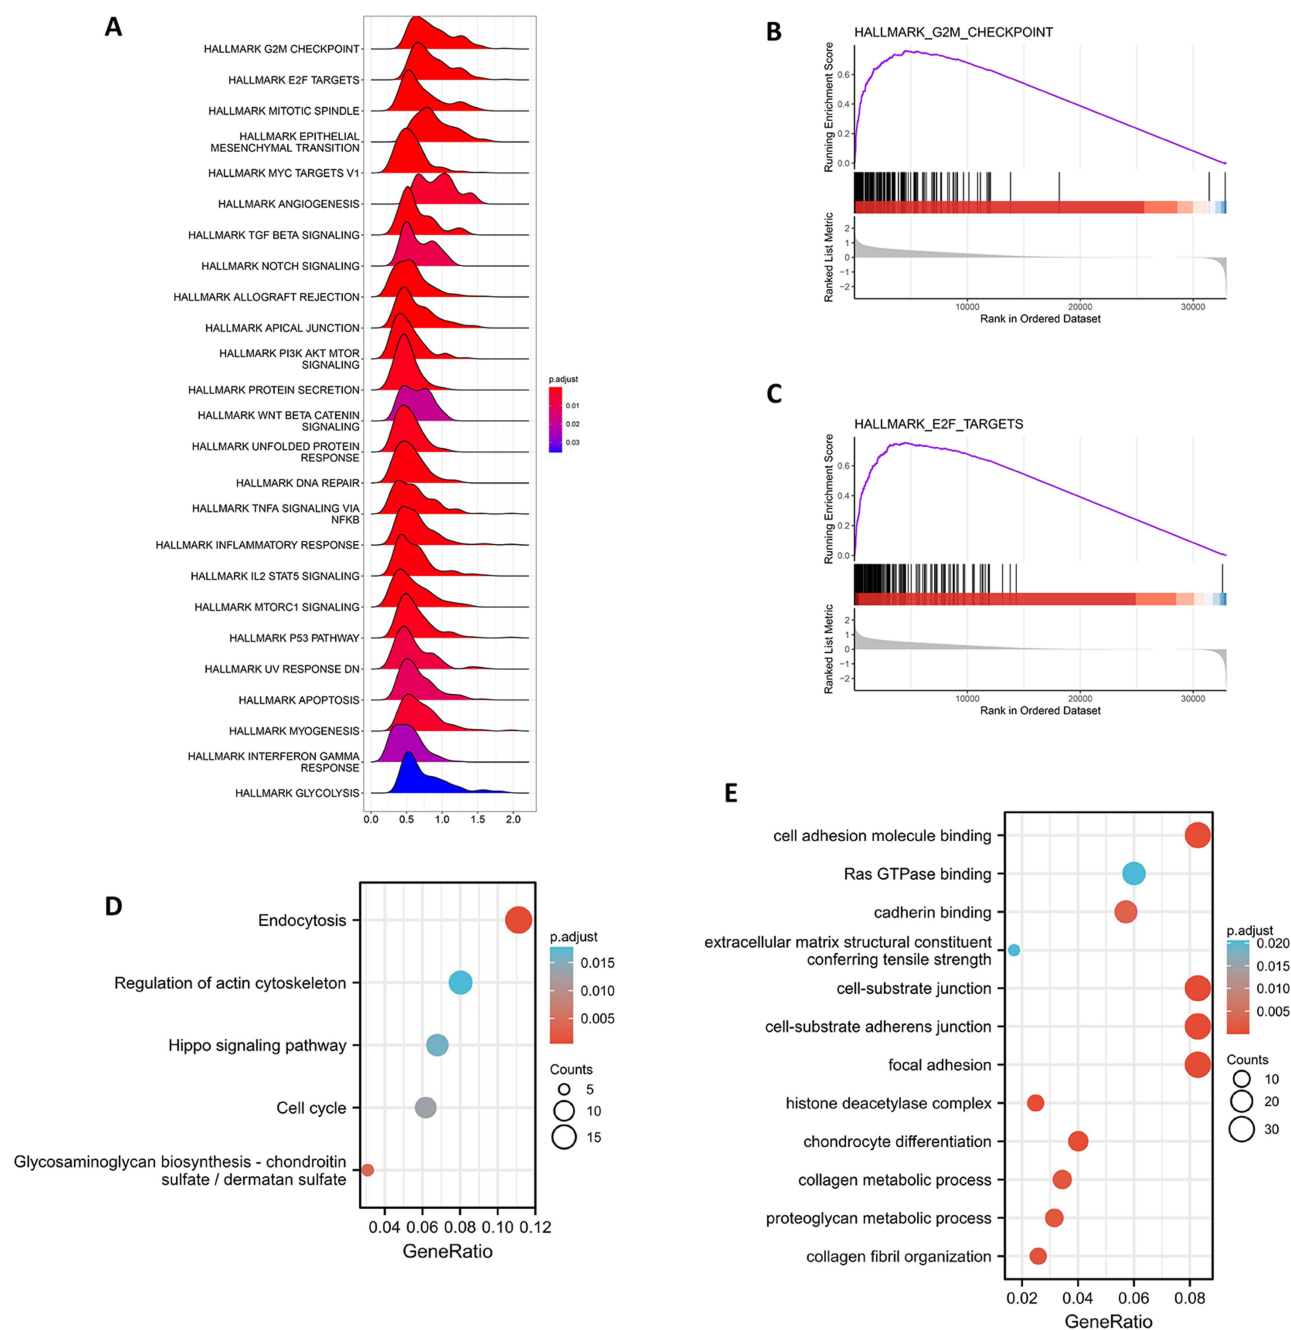 A
HALLMARK G2M CHECKPOINT
HALLMARK E2F TARGETS
HALLMARK MITOTIC SPINDLE
HALLMARK EPITHELIAL
MESENCHYMAL TRANSITION
HALLMARK MYC TARGETS V1
HALLMARK ANGIOGENESIS
HALLMARK TGF BETA SIGNALING
HALLMARK NOTCH SIGNALING
HALLMARK ALLOGRAFT REJECTION
HALLMARK APICAL JUNCTION
HALLMARK PI3K AKT MTOR
SIGNALING
HALLMARK PROTEIN SECRETION
HALLMARK WNT BETA CATENIN
SIGNALING
HALLMARK UNFOLDED PROTEIN
RESPONSE
HALLMARK DNA REPAIR
HALLMARK TNFA SIGNALING VIA
NFKB
HALLMARK INFLAMMATORY RESPONSE
HALLMARK IL2 STAT5 SIGNALING
HALLMARK MTORC1 SIGNALING
HALLMARK P53 PATHWAY
HALLMARK UV RESPONSE DN
HALLMARK APOPTOSIS
HALLMARK MYOGENESIS
HALLMARK INTERFERON GAMMA
RESPONSE
HALLMARK GLYCOLYSIS
0.0 0.5 1.0 1.5 2.0
p.adjust
0.01
0.02
0.03
B
HALLMARK_G2M_CHECKPOINT
Running Enrichment Score
0.6
0.4
0.2
0.0
Ranked List Metric
2
1
0
−1
−2
10000 20000 30000
Rank in Ordered Dataset
C
HALLMARK_E2F_TARGETS
Running Enrichment Score
0.6
0.4
0.2
0.0
Ranked List Metric
2
1
0
−1
−2
10000 20000 30000
Rank in Ordered Dataset
D
Endocytosis
Regulation of actin cytoskeleton
Hippo signaling pathway
Cell cycle
Glycosaminoglycan biosynthesis - chondroitin
sulfate / dermatan sulfate
0.04 0.06 0.08 0.10 0.12
GeneRatio
p.adjust
0.015
0.010
0.005
Counts
5
10
15
E
cell adhesion molecule binding
Ras GTPase binding
cadherin binding
extracellular matrix structural constituent
conferring tensile strength
cell-substrate junction
cell-substrate adherens junction
focal adhesion
histone deacetylase complex
chondrocyte differentiation
collagen metabolic process
proteoglycan metabolic process
collagen fibril organization
0.02 0.04 0.06 0.08
GeneRatio
p.adjust
0.020
0.015
0.010
0.005
Counts
10
20
30